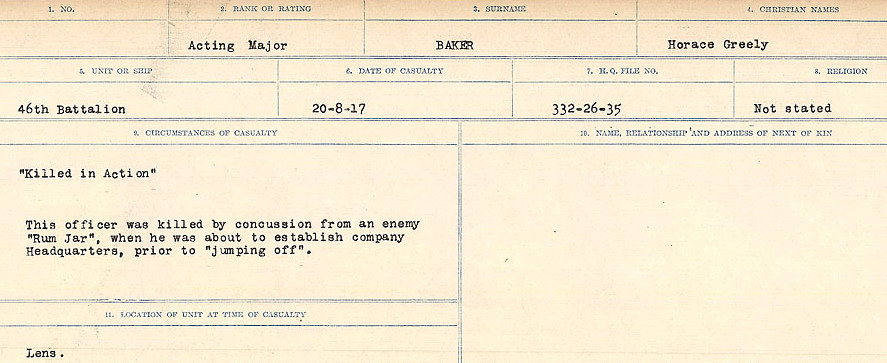 1. NO. 2. RANK OR RATING 3. SURNAME 4. CHRISTIAN NAMES
Acting Major BAKER Horace Greely
5. UNIT OR SHIP 6. DATE OF CASUALTY 7. H.Q. FILE NO. 8. RELIGION
46th Battalion 20-8-17 332-26-35 Not stated
9. CIRCUMSTANCES OF CASUALTY 10. NAME, RELATIONSHIP AND ADDRESS OF NEXT OF KIN
"Killed in Action"
This officer was killed by concussion from an enemy
"Rum Jar", when he was about to establish company
Headquarters, prior to "jumping off".
11. LOCATION OF UNIT AT TIME OF CASUALTY
Lens.